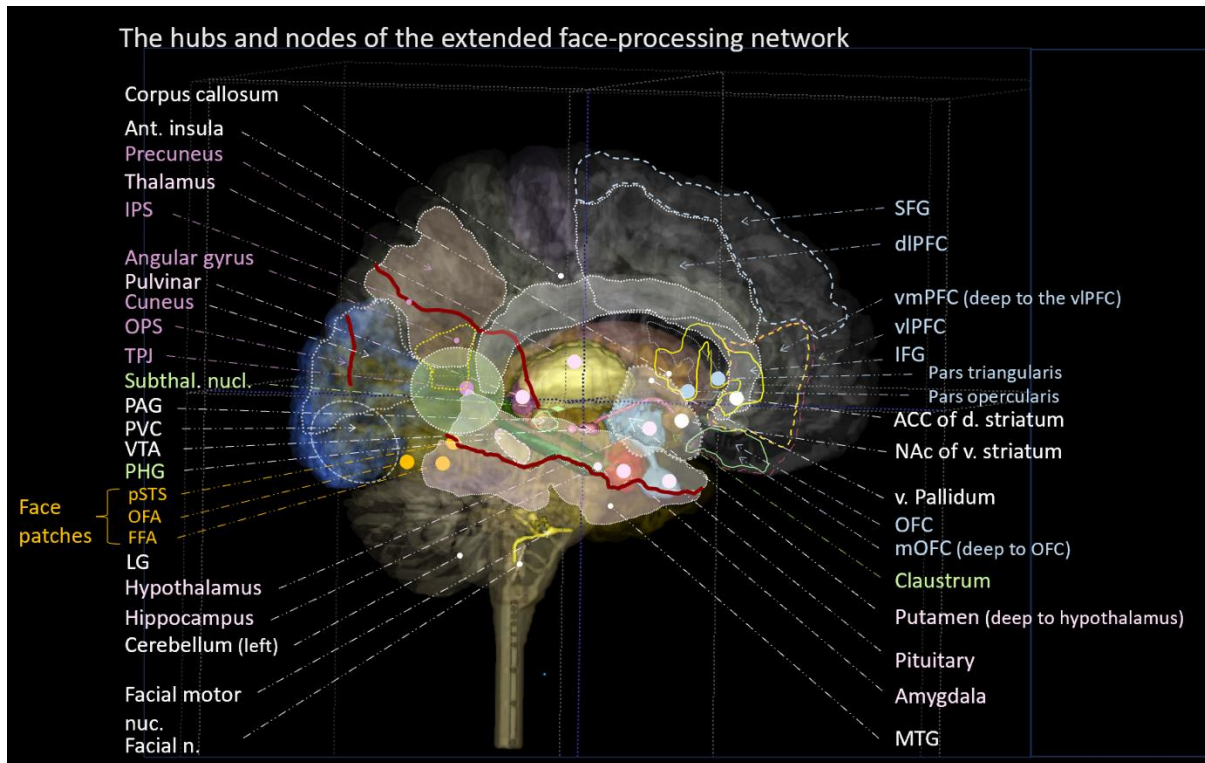 The hubs and nodes of the extended face-processing network
Corpus callosum
Ant. insula
Precuneus
Thalamus
IPS
Angular gyrus
Pulvinar
Cuneus
OPS
TPJ
Subthal. nucl.
PAG
PVC
VTA
PHG
Face
patches
pSTS
OFA
FFA
LG
Hypothalamus
Hippocampus
Cerebellum (left)
Facial motor
nuc.
Facial n.
SFG
dlPFC
vmPFC (deep to the vlPFC)
vlPFC
IFG
Pars triangularis
Pars opercularis
ACC of d. striatum
NAc of v. striatum
v. Pallidum
OFC
mOFC (deep to OFC)
Claustrum
Putamen (deep to hypothalamus)
Pituitary
Amygdala
MTG